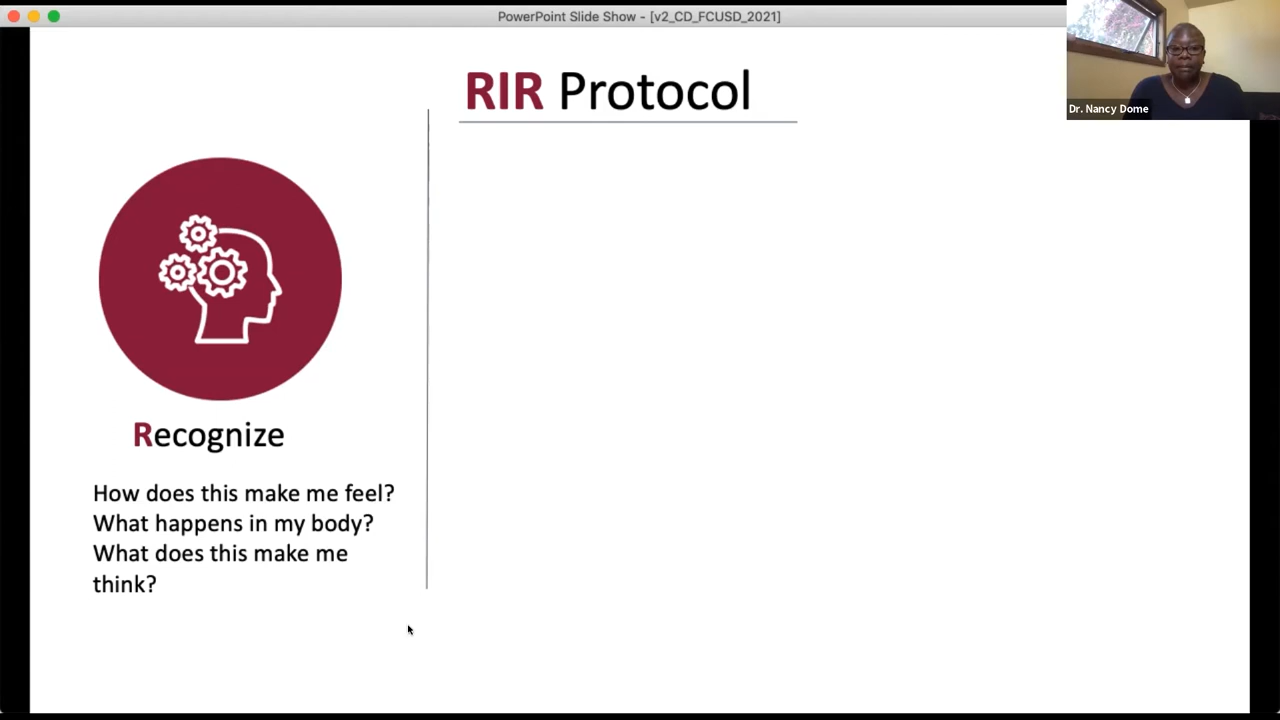 PowerPoint Slide Show - [v2_CD_FCUSD_2021]
RIR Protocol
Dr. Nancy Dome
Recognize
How does this make me feel?
What happens in my body?
What does this make me
think?